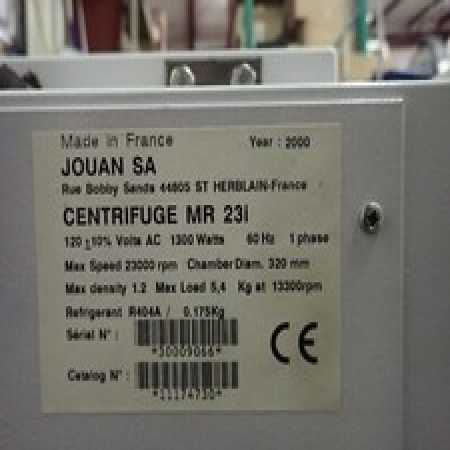 Made in France Year : 2000
JOUAN SA
Rue Bobby Sands 44805 ST HERBLAIN-France
CENTRIFUGE MR 23i
120 ±10% Volts AC 1300 Watts 60 Hz 1 phase
Max Speed 23000 rpm Chamber Diam. 320 mm
Max density 1.2 Max Load 5,4 Kg at 13300rpm
Refrigerant R404A / 0.175Kg
Serial N° :
*30009066*
CE
Catalog N° :
*11174730*